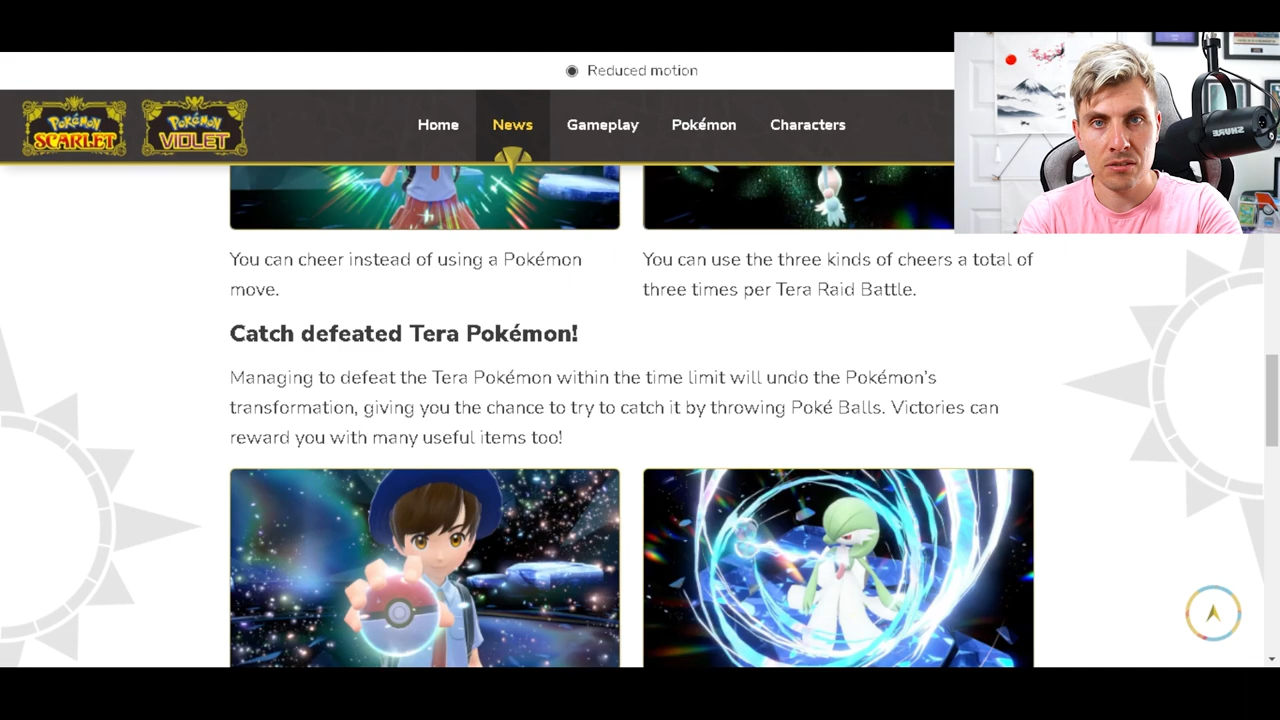 Reduced motion
POKÉMON
SCARLET
POKÉMON
VIOLET
Home News Gameplay Pokémon Characters
SHURE
You can cheer instead of using a Pokémon
move.
You can use the three kinds of cheers a total of
three times per Tera Raid Battle.
Catch defeated Tera Pokémon!
Managing to defeat the Tera Pokémon within the time limit will undo the Pokémon’s
transformation, giving you the chance to try to catch it by throwing Poké Balls. Victories can
reward you with many useful items too!